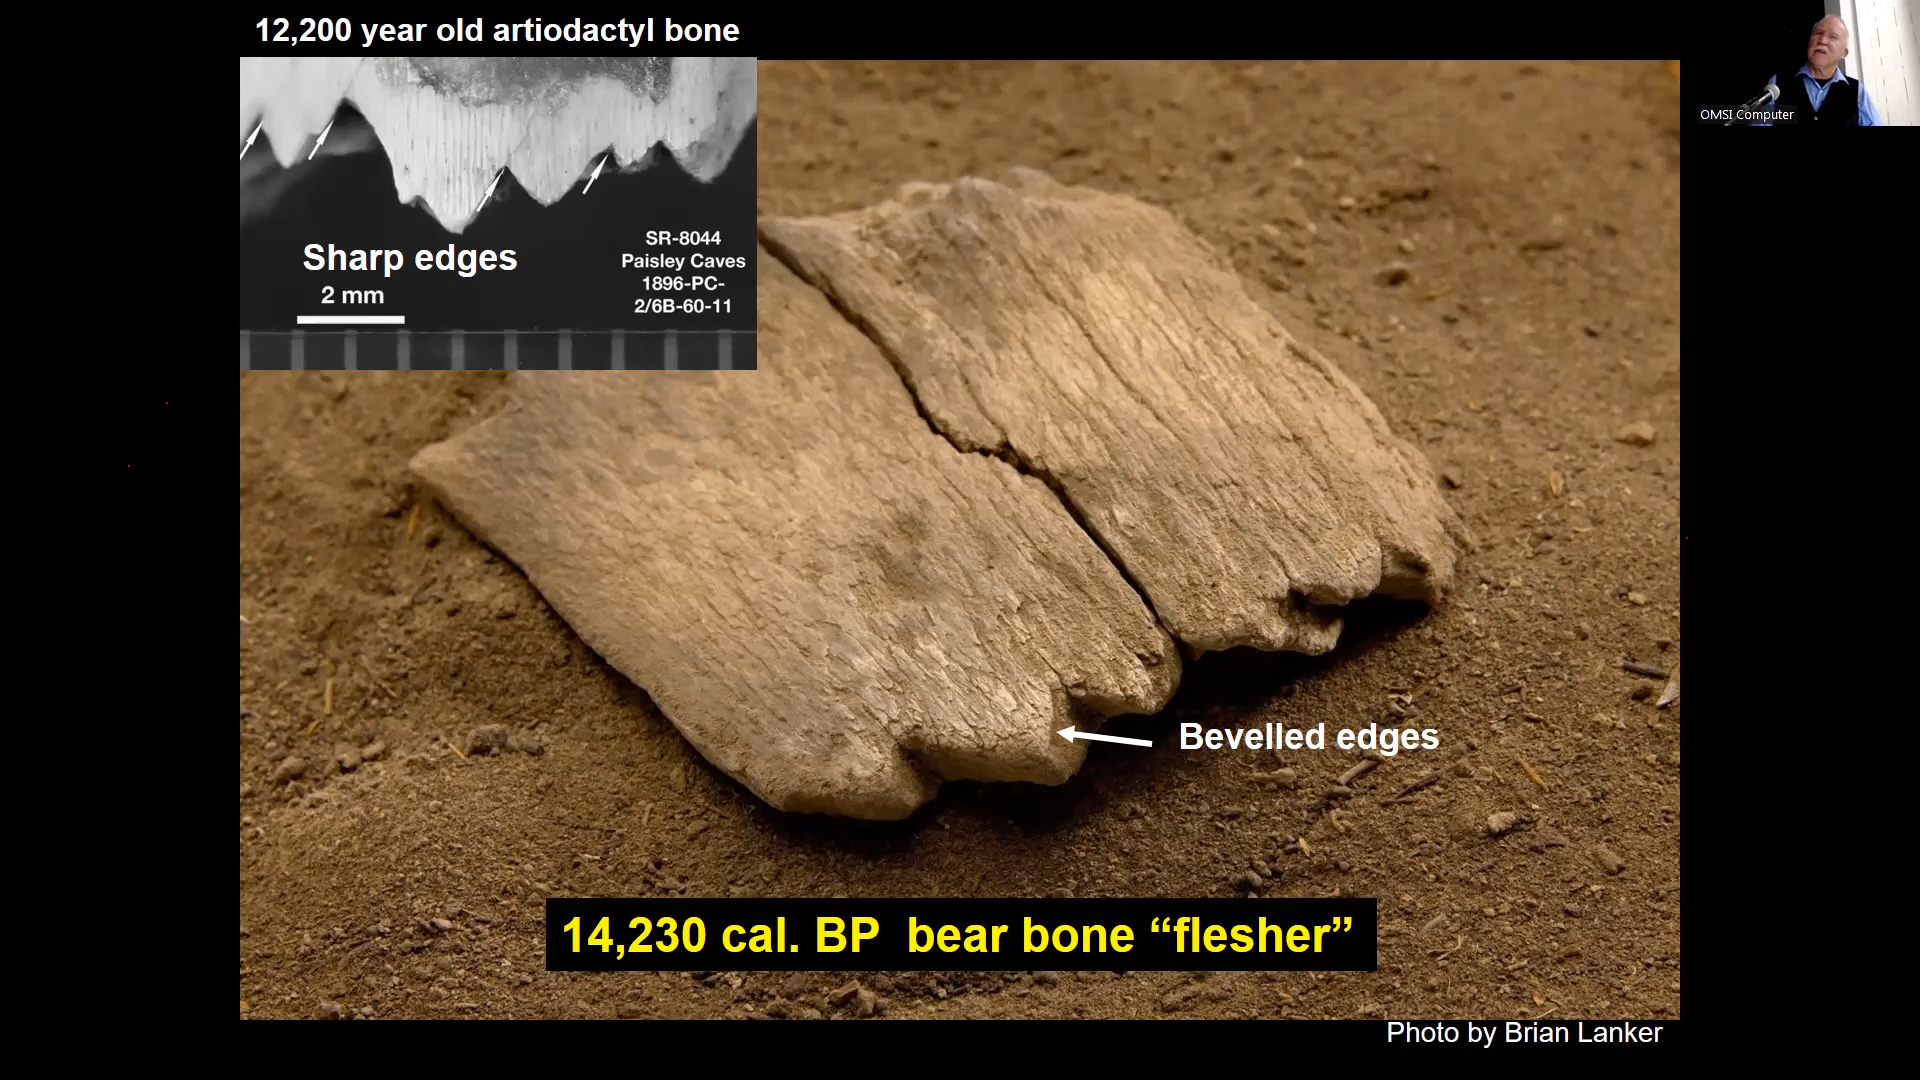 12,200 year old artiodactyl bone
OMSI Computer
SR-8044
Paisley Caves
1896-PC-
2/6B-60-11
Sharp edges
2 mm
Bevelled edges
14,230 cal. BP  bear bone “flesher”
Photo by Brian Lanker